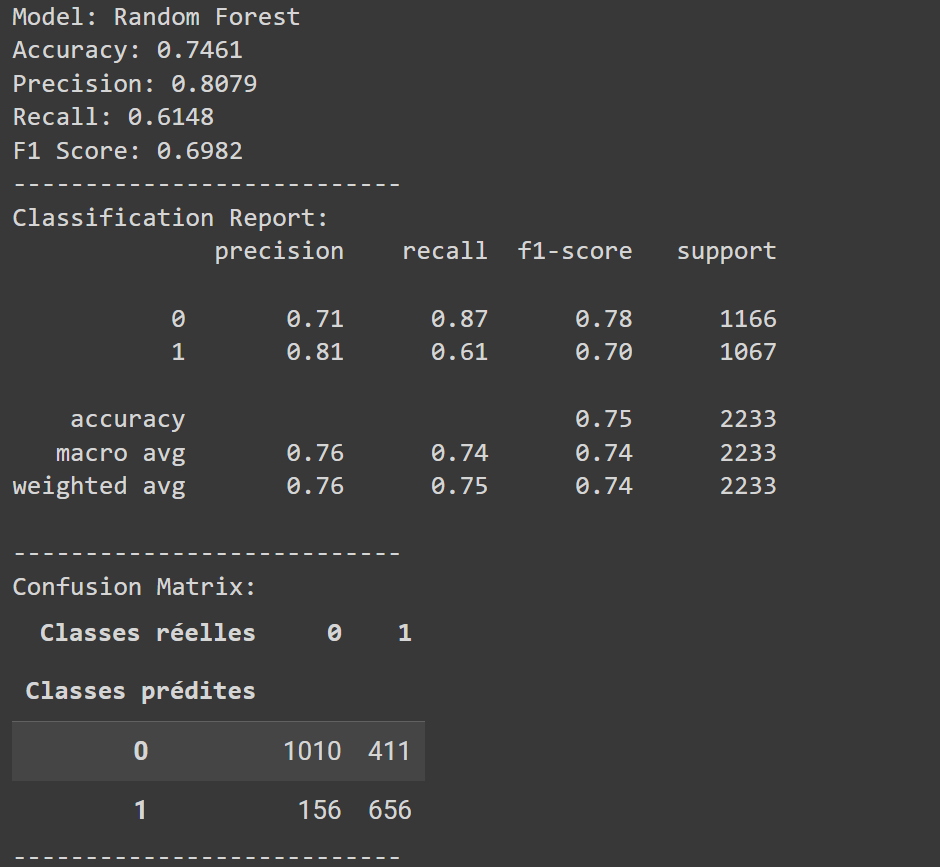 Model: Random Forest
Accuracy: 0.7461
Precision: 0.8079
Recall: 0.6148
F1 Score: 0.6982
---------------------------
Classification Report:
              precision    recall  f1-score   support

           0       0.71      0.87      0.78      1166
           1       0.81      0.61      0.70      1067

    accuracy                           0.75      2233
   macro avg       0.76      0.74      0.74      2233
weighted avg       0.76      0.75      0.74      2233

---------------------------
Confusion Matrix:
Classes réelles 0 1
Classes prédites
0 1010 411
1 156 656
---------------------------